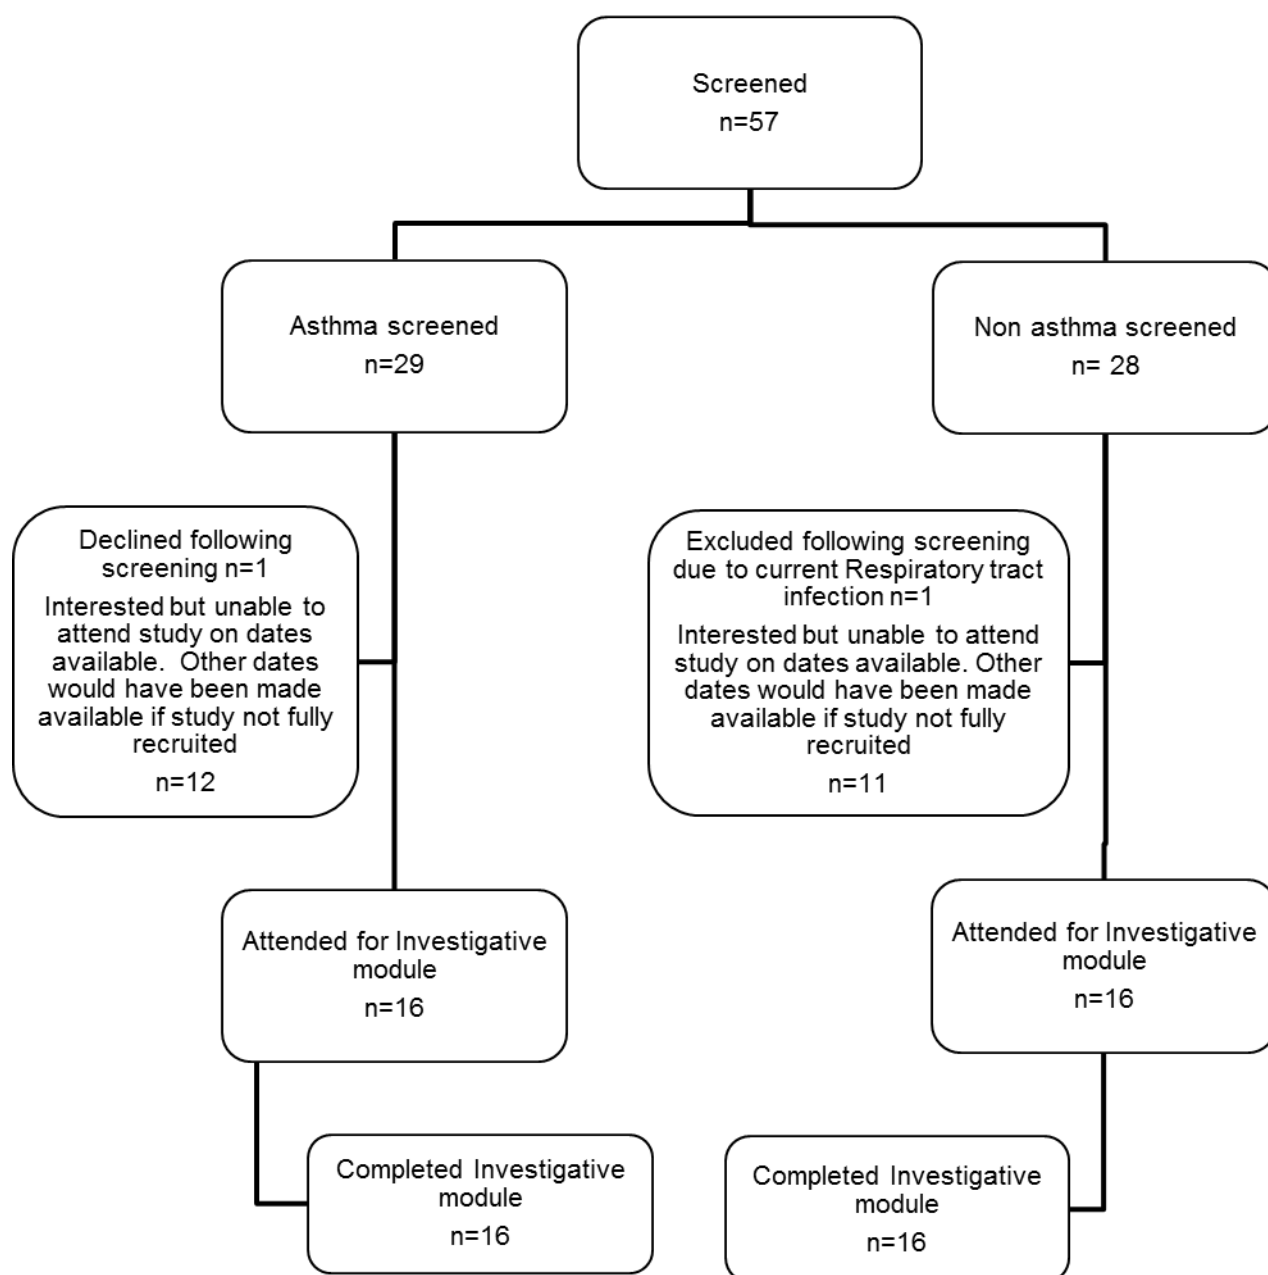 Screened
n=57
Asthma screened
n=29
Non asthma screened
n= 28
Declined following
screening n=1
Interested but unable to
attend study on dates
available.  Other dates
would have been made
available if study not fully
recruited
n=12
Excluded following screening
due to current Respiratory tract
infection n=1
Interested but unable to attend
study on dates available. Other
dates would have been made
available if study not fully
recruited
n=11
Attended for Investigative
module
n=16
Attended for Investigative
module
n=16
Completed Investigative
module
n=16
Completed Investigative
module
n=16